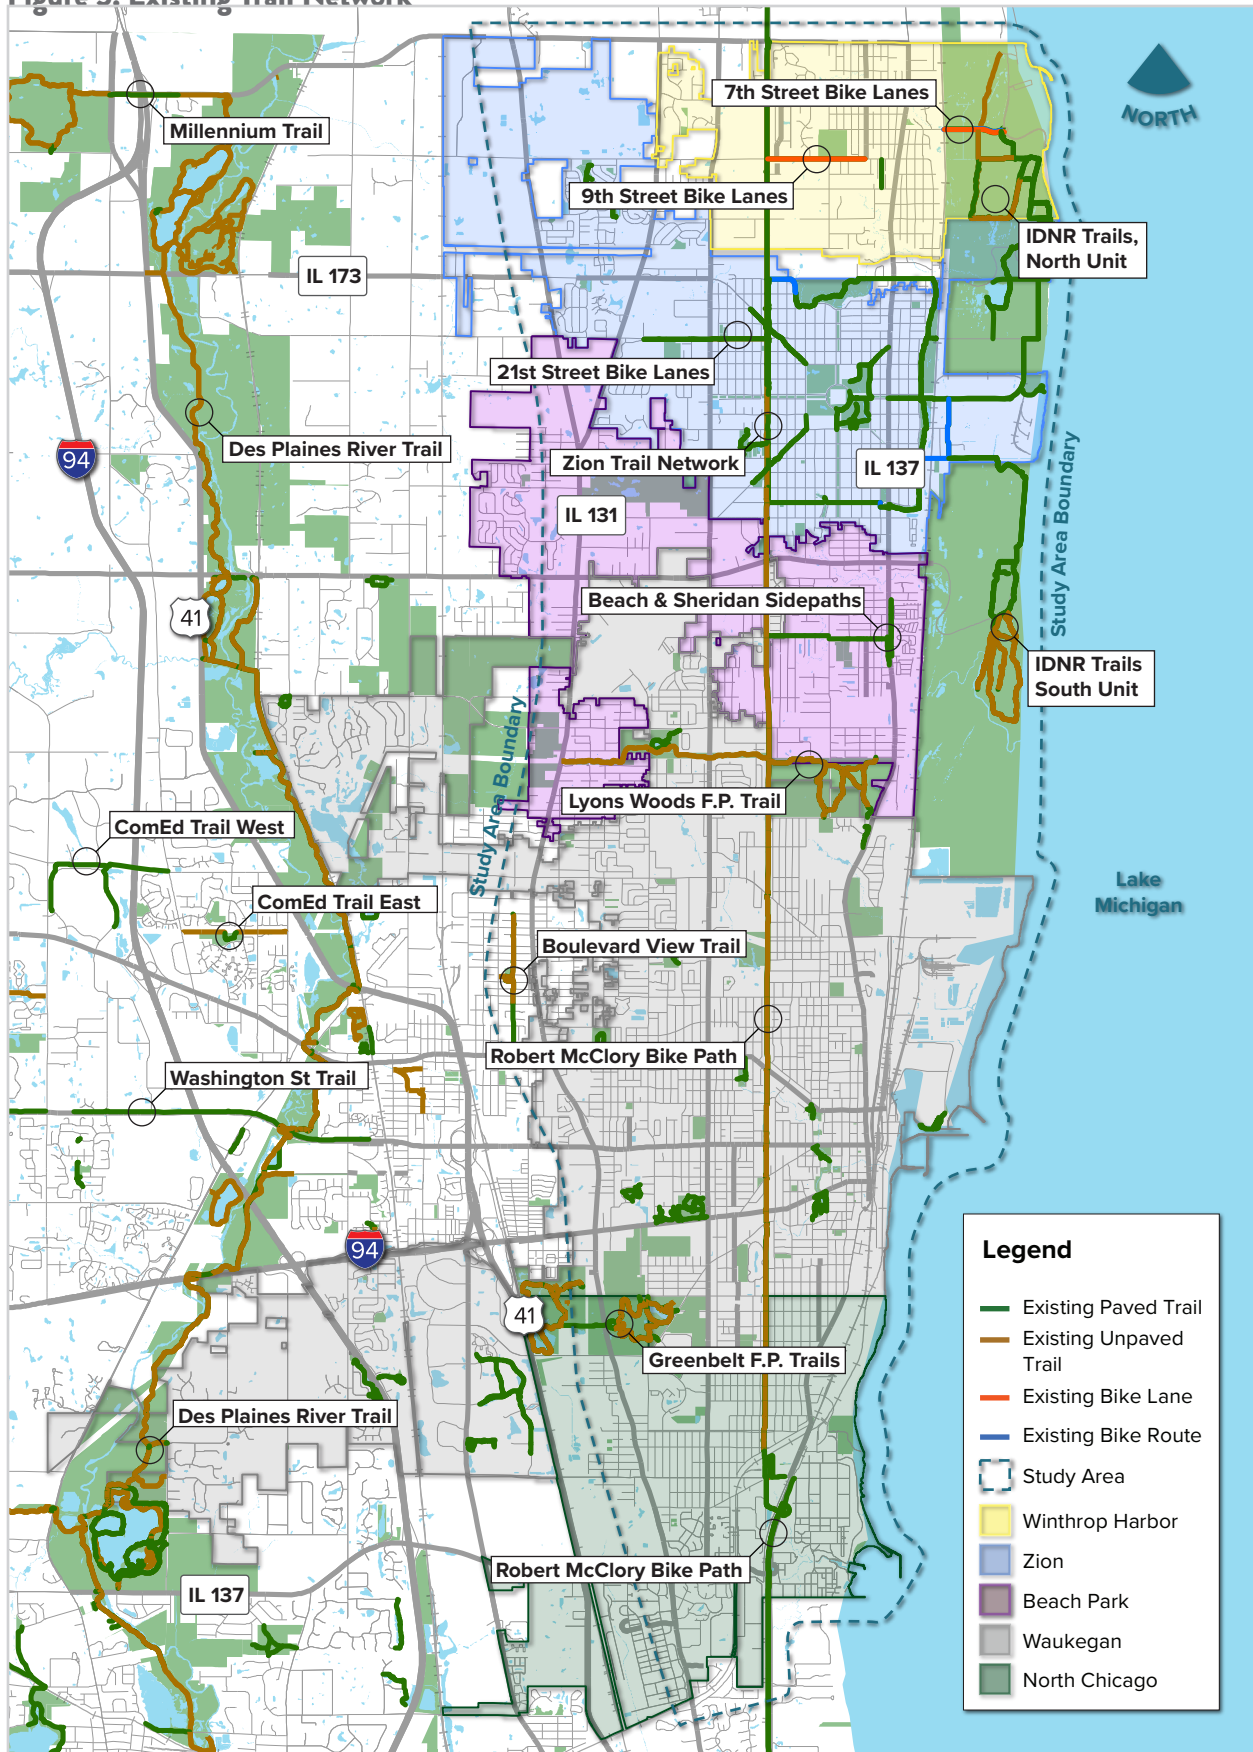 Figure 3. Existing Trail Network
7th Street Bike Lanes
NORTH
Millennium Trail
9th Street Bike Lanes
IDNR Trails,
North Unit
IL 173
21st Street Bike Lanes
Des Plaines River Trail
94
Zion Trail Network
IL 137
IL 131
Study Area Boundary
41
Beach & Sheridan Sidepaths
IDNR Trails
South Unit
Study Area Boundary
Lyons Woods F.P. Trail
ComEd Trail West
Lake
Michigan
ComEd Trail East
Boulevard View Trail
Robert McClory Bike Path
Washington St Trail
94
41
Greenbelt F.P. Trails
Des Plaines River Trail
Robert McClory Bike Path
IL 137
Legend
Existing Paved Trail
Existing Unpaved
Trail
Existing Bike Lane
Existing Bike Route
Study Area
Winthrop Harbor
Zion
Beach Park
Waukegan
North Chicago